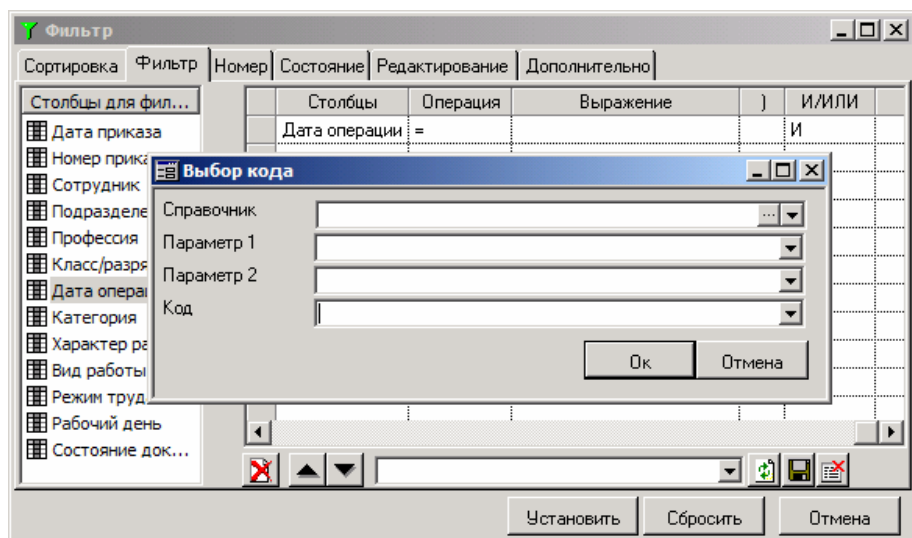 Фильтр
Сортировка Фильтр Номер Состояние Редактирование Дополнительно
Столбцы для фил... Столбцы Операция Выражение ) И/ИЛИ
Дата приказа Дата операции = И
Номер прика
Выбор кода
Сотрудник
Справочник ...
Подразделе
Параметр 1
Профессия
Параметр 2
Класс/разря
Код
Дата опера
Категория
Характер ра
Ок Отмена
Вид работы
Режим труд
Рабочий день
Состояние док...
Установить Сбросить Отмена